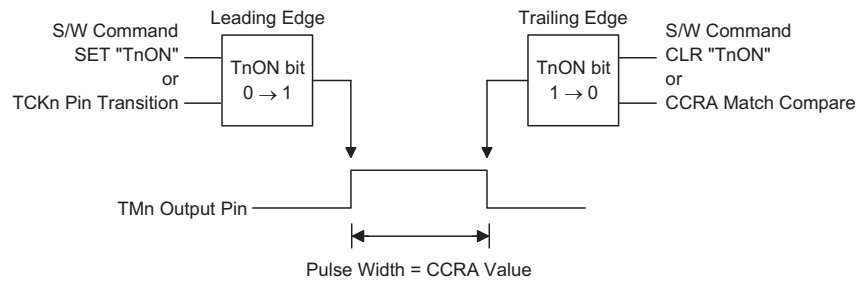 Leading Edge
S/W Command
SET "TnON"
or
TCKn Pin Transition
TnON bit
0 → 1
Trailing Edge
TnON bit
1 → 0
S/W Command
CLR "TnON"
or
CCRA Match Compare
TMn Output Pin
Pulse Width = CCRA Value